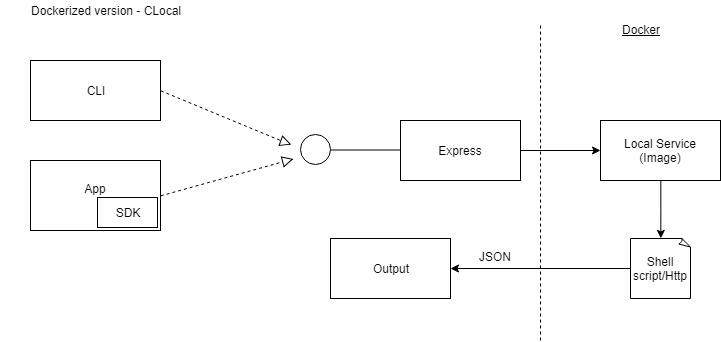 Dockerized version - CLocal
Docker
CLI
App
SDK
Express
Local Service
(Image)
Output
JSON
Shell
script/Http